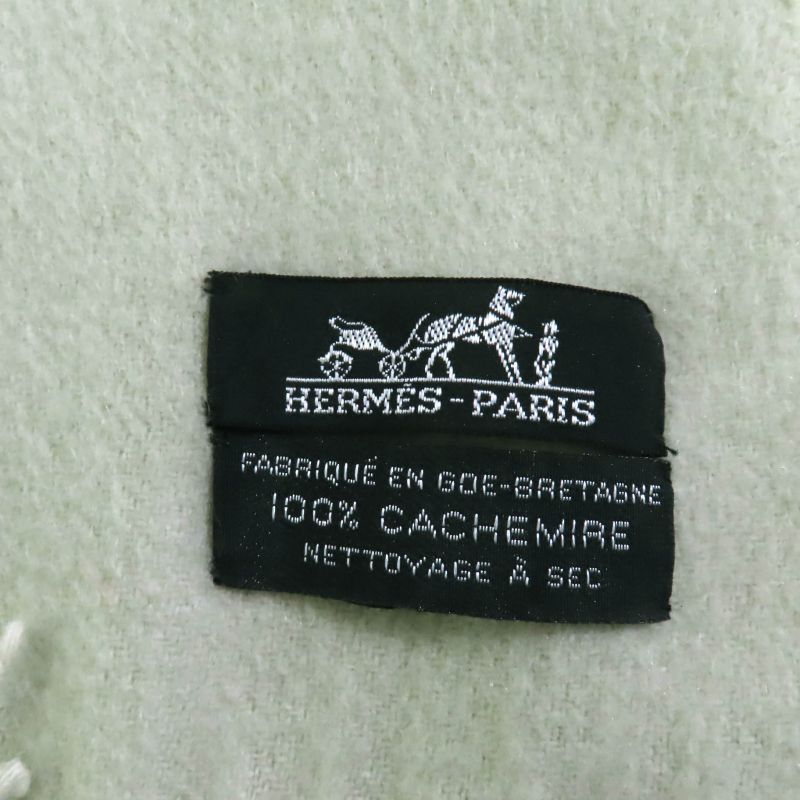 HERMÈS-PARIS
FABRIQUÉ EN GDE-BRETAGNE
100% CACHEMIRE
NETTOYAGE À SEC